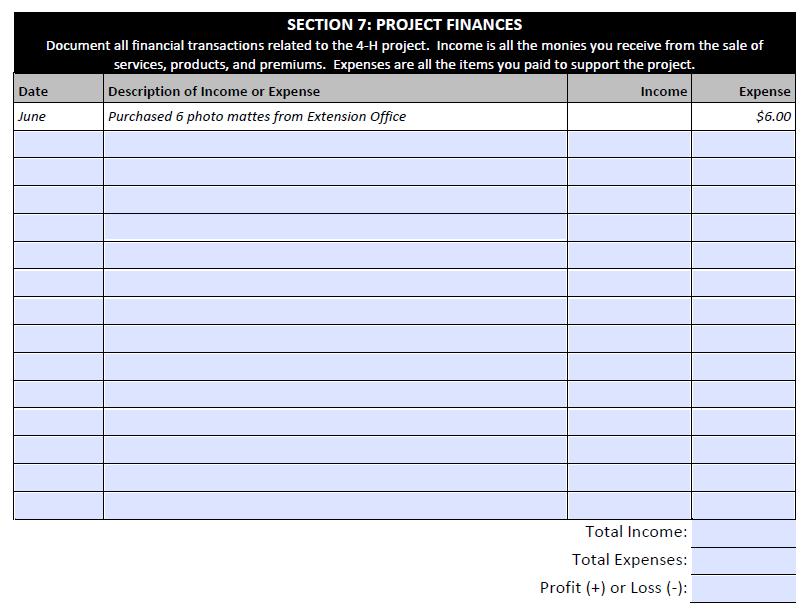 SECTION 7: PROJECT FINANCES
Document all financial transactions related to the 4-H project.  Income is all the monies you receive from the sale of
services, products, and premiums.  Expenses are all the items you paid to support the project.
Date Description of Income or Expense Income Expense
June Purchased 6 photo mattes from Extension Office $6.00
Total Income:
Total Expenses:
Profit (+) or Loss (-):